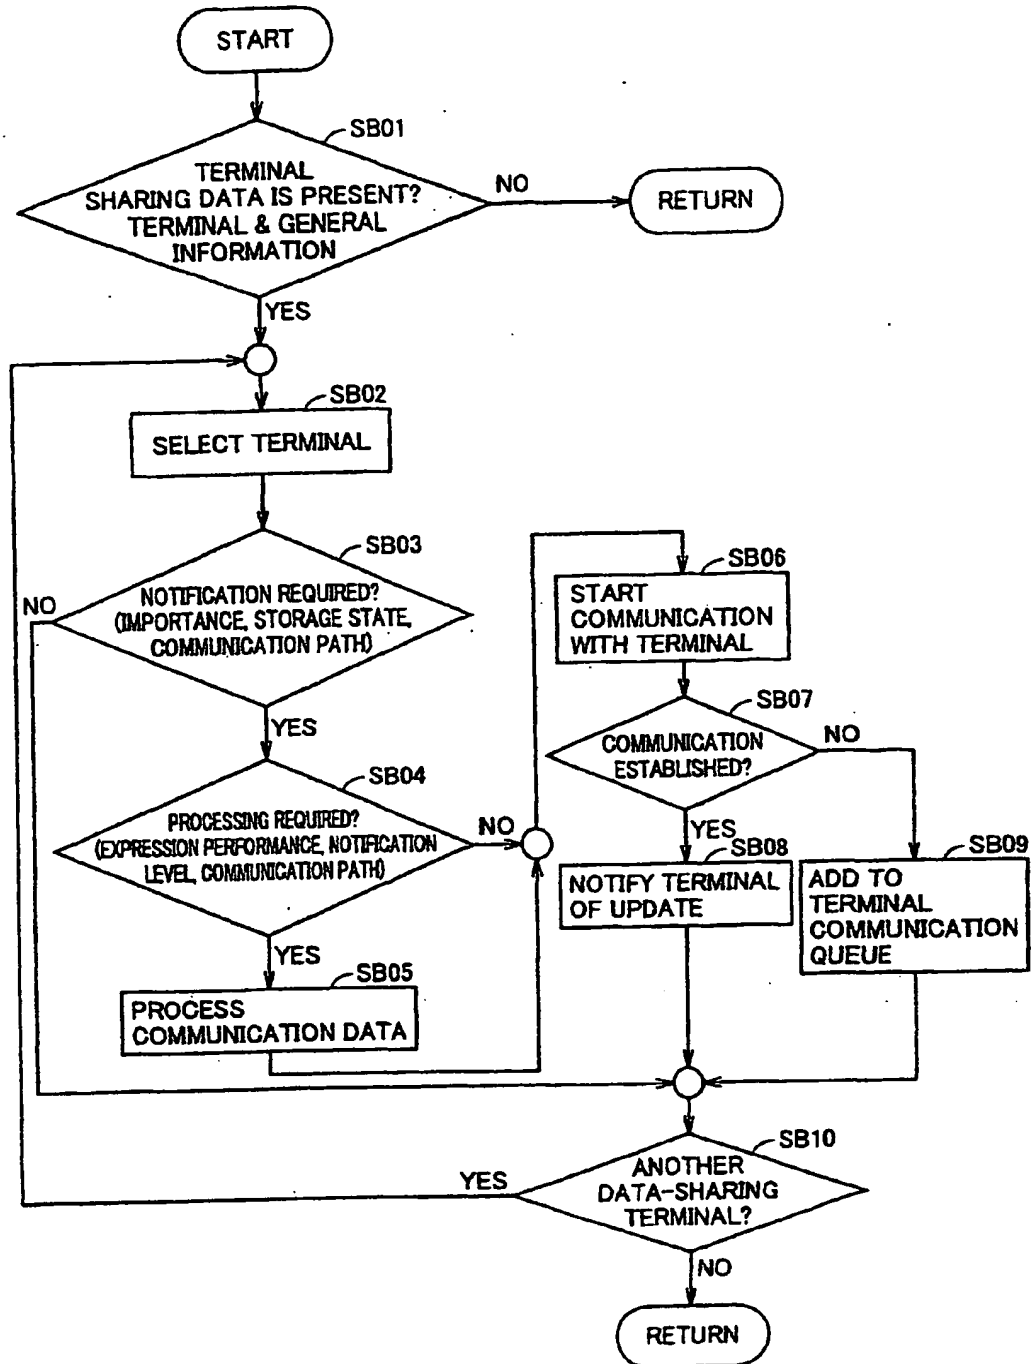 START
SB01
TERMINAL
SHARING DATA IS PRESENT?
TERMINAL & GENERAL
INFORMATION
NO
RETURN
YES
SB02
SELECT TERMINAL
SB03
NOTIFICATION REQUIRED?
(IMPORTANCE, STORAGE STATE,
COMMUNICATION PATH)
NO
YES
SB04
PROCESSING REQUIRED?
(EXPRESSION PERFORMANCE, NOTIFICATION
LEVEL, COMMUNICATION PATH)
NO
YES
SB05
PROCESS
COMMUNICATION DATA
SB06
START
COMMUNICATION
WITH TERMINAL
SB07
COMMUNICATION
ESTABLISHED?
NO
YES
SB08
NOTIFY TERMINAL
OF UPDATE
SB09
ADD TO
TERMINAL
COMMUNICATION
QUEUE
SB10
ANOTHER
DATA-SHARING
TERMINAL?
YES
NO
RETURN